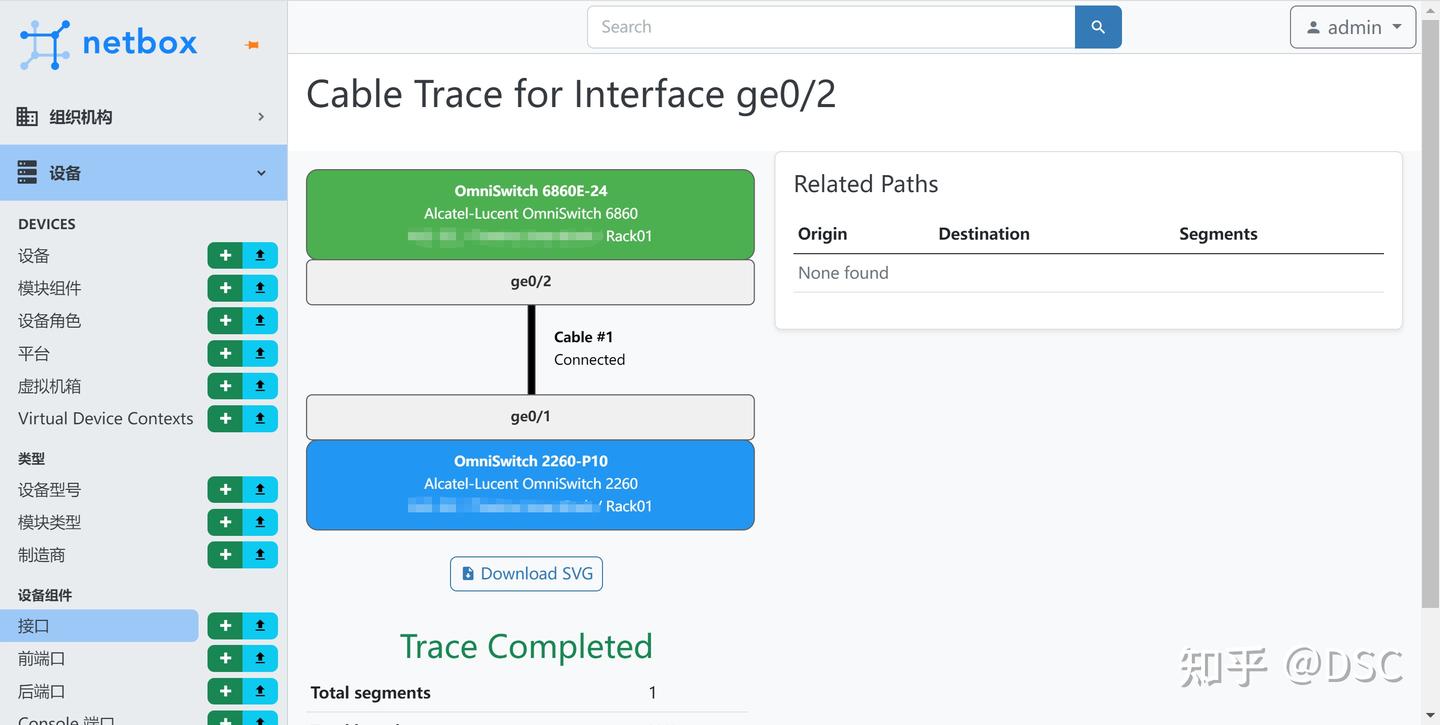 netbox
Search
admin
组织机构
设备
DEVICES
设备
模块组件
设备角色
平台
虚拟机箱
Virtual Device Contexts
类型
设备型号
模块类型
制造商
设备组件
接口
前端口
后端口
Console 端口
Cable Trace for Interface ge0/2
OmniSwitch 6860E-24
Alcatel-Lucent OmniSwitch 6860
Rack01
ge0/2
Cable #1
Connected
ge0/1
OmniSwitch 2260-P10
Alcatel-Lucent OmniSwitch 2260
/ Rack01
Download SVG
Trace Completed
Total segments 1
Related Paths
Origin Destination Segments
None found
知乎 @DSC